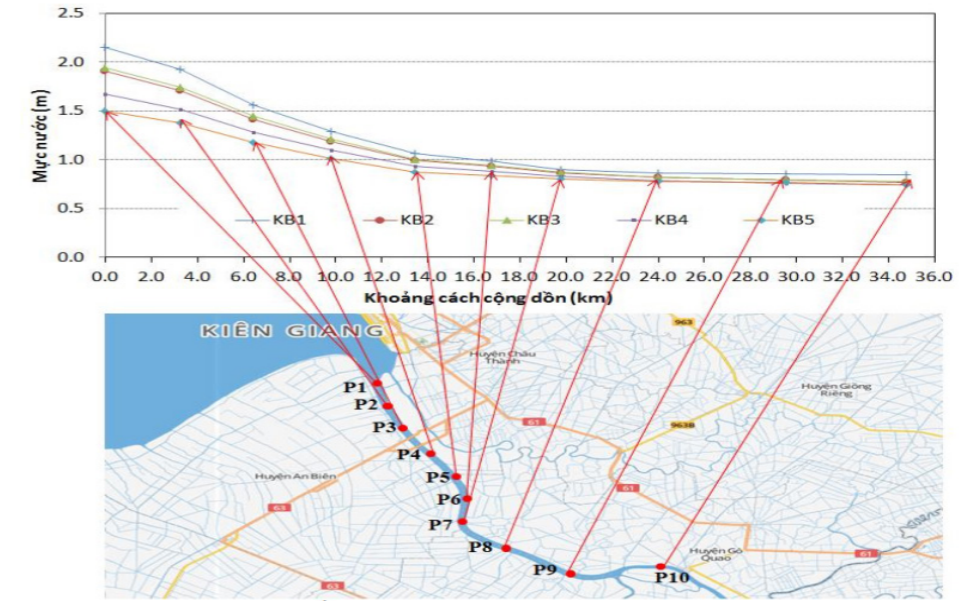 2.5
2.0
1.5
1.0
0.5
0.0
Mực nước (m)
KB1 KB2 KB3 KB4 KB5
0.0 2.0 4.0 6.0 8.0 10.0 12.0 14.0 16.0 18.0 20.0 22.0 24.0 26.0 28.0 30.0 32.0 34.0 36.0
Khoảng cách cộng dồn (km)
KIÊN GIANG
963
Huyện Châu
Thành
P1
Huyện Giồng
Riềng
P2
61
963B
P3
P4
Huyện An Biên
P5
61
P6
63
P7
P8
Huyện Gò
Quao
61
P9
P10
63